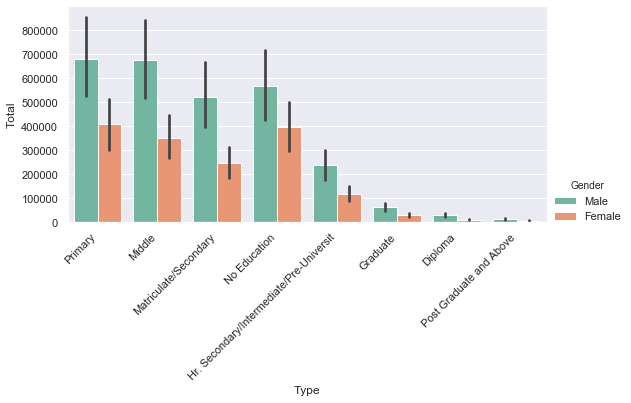 800000
700000
600000
500000
400000
300000
200000
100000
0
Total
Primary
Middle
Matriculate/Secondary
No Education
Hr. Secondary/Intermediate/Pre-Universit
Graduate
Diploma
Post Graduate and Above
Type
Gender
Male
Female